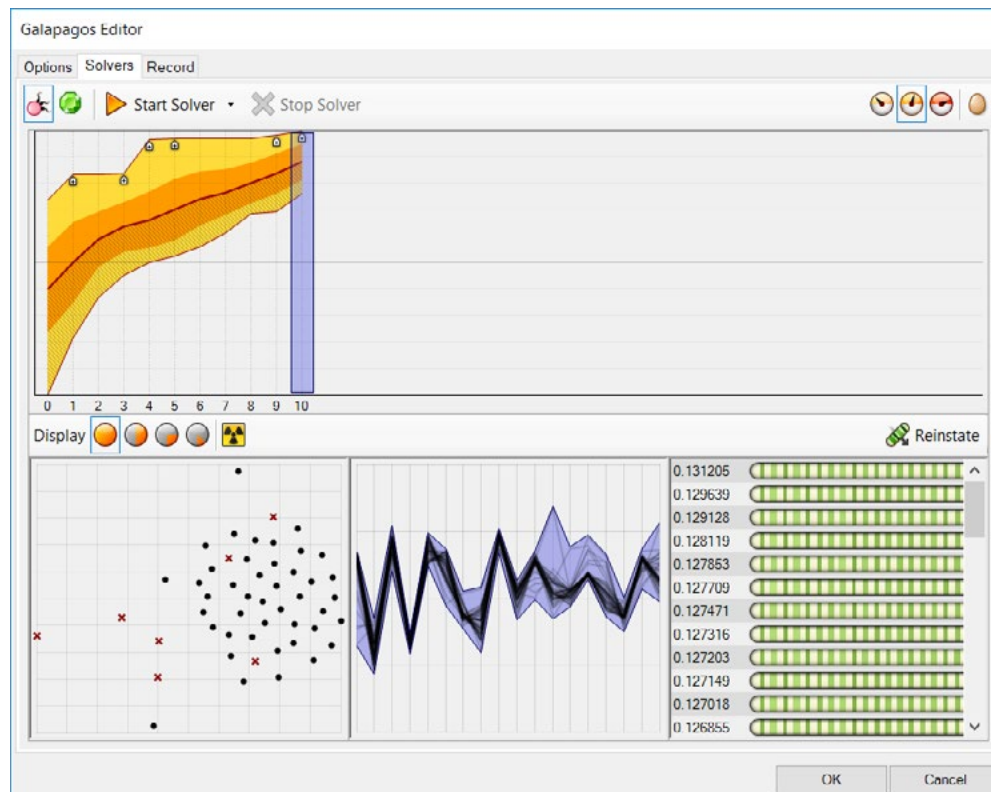 Galapagos Editor
Options Solvers Record
Start Solver Stop Solver
0 1 2 3 4 5 6 7 8 9 10
Display Reinstate
0.131205
0.129639
0.129128
0.128119
0.127853
0.127709
0.127471
0.127316
0.127203
0.127149
0.127018
0.126855
OK Cancel